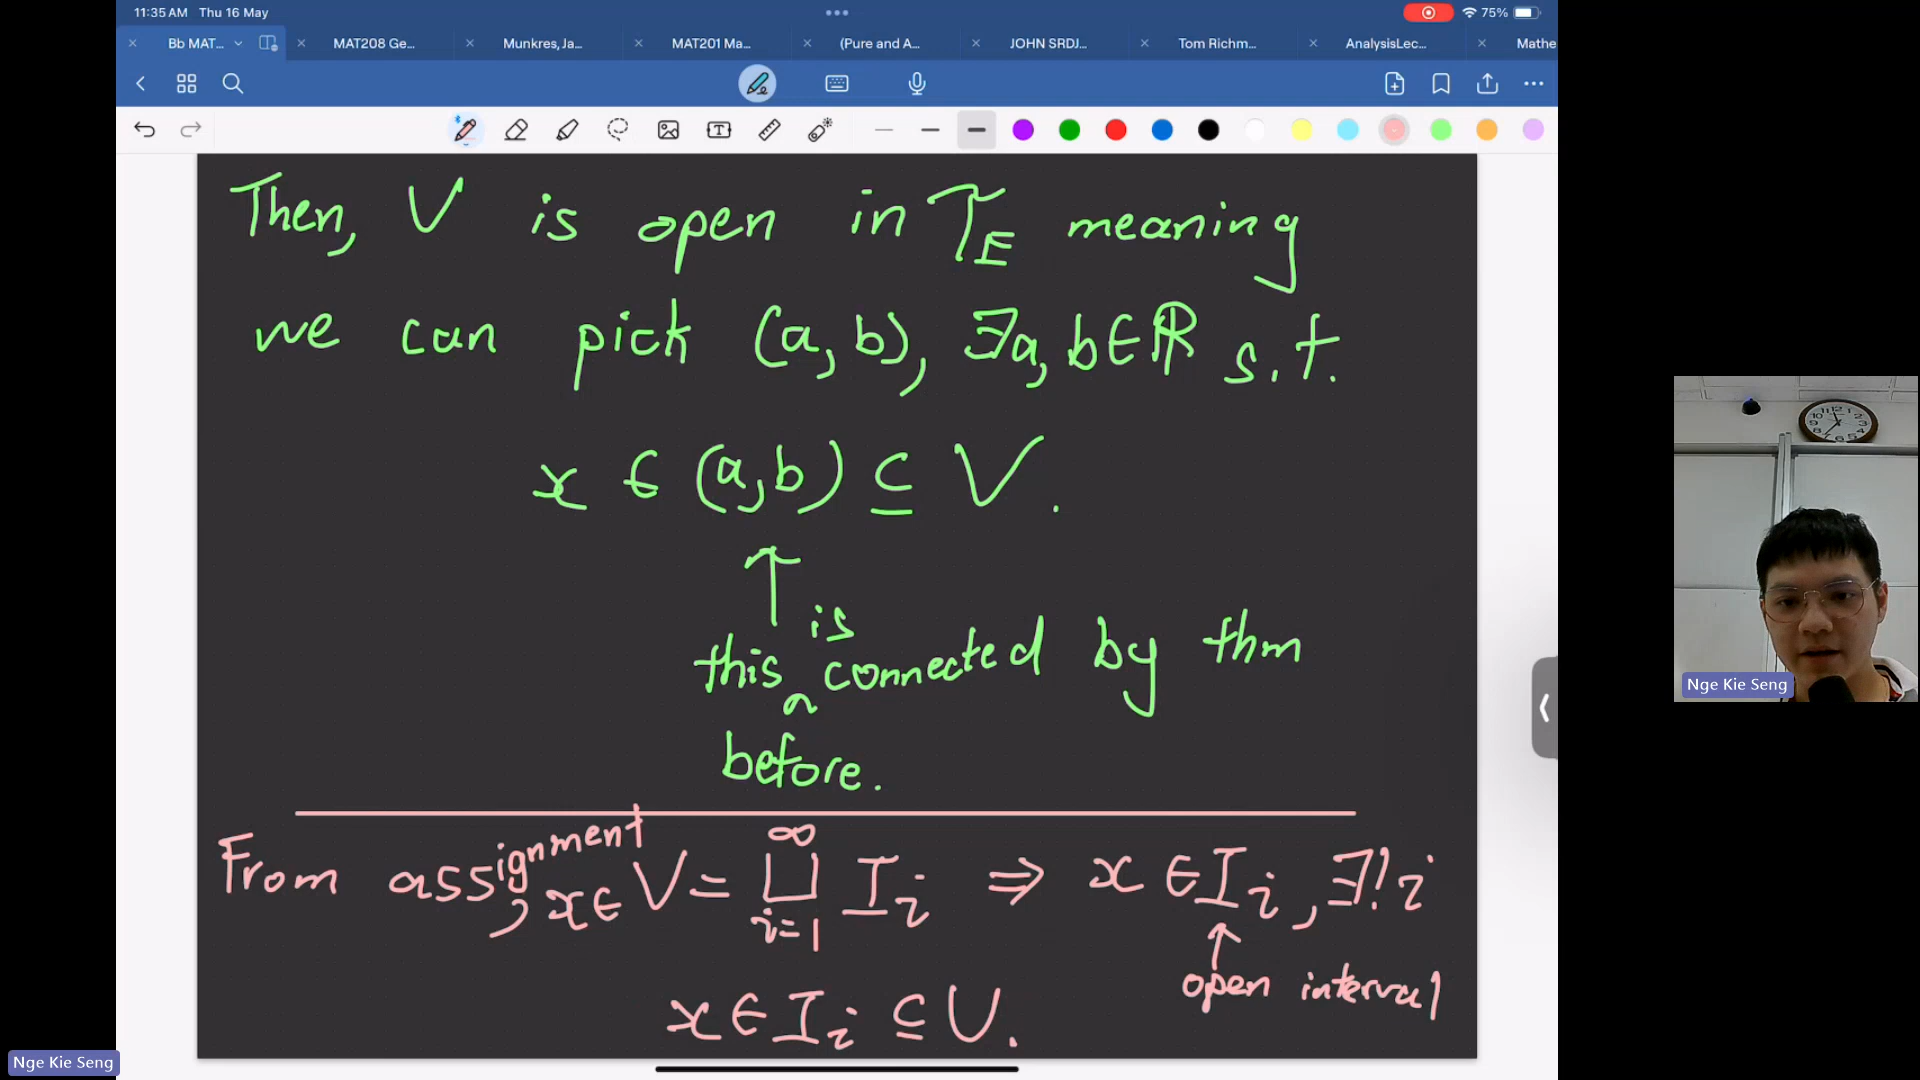 11:35 AM Thu 16 May
75%
Bb MAT...
MAT208 Ge...
Munkres, Ja...
MAT201 Ma...
(Pure and A...
JOHN SRDJ...
Tom Richm...
AnalysisLec...
Mathe
Then, V is open in T_E meaning
we can pick (a,b), ∃a,b∈ℝ s.t.
x ∈ (a,b) ⊆ V.
↑
this is connected by thm
before.
From assignment, x∈V = ⨆_{i=1}^{∞} I_i ⇒ x ∈ I_i, ∃! i
↑
open interval
x ∈ I_i ⊆ V.
Nge Kie Seng
Nge Kie Seng